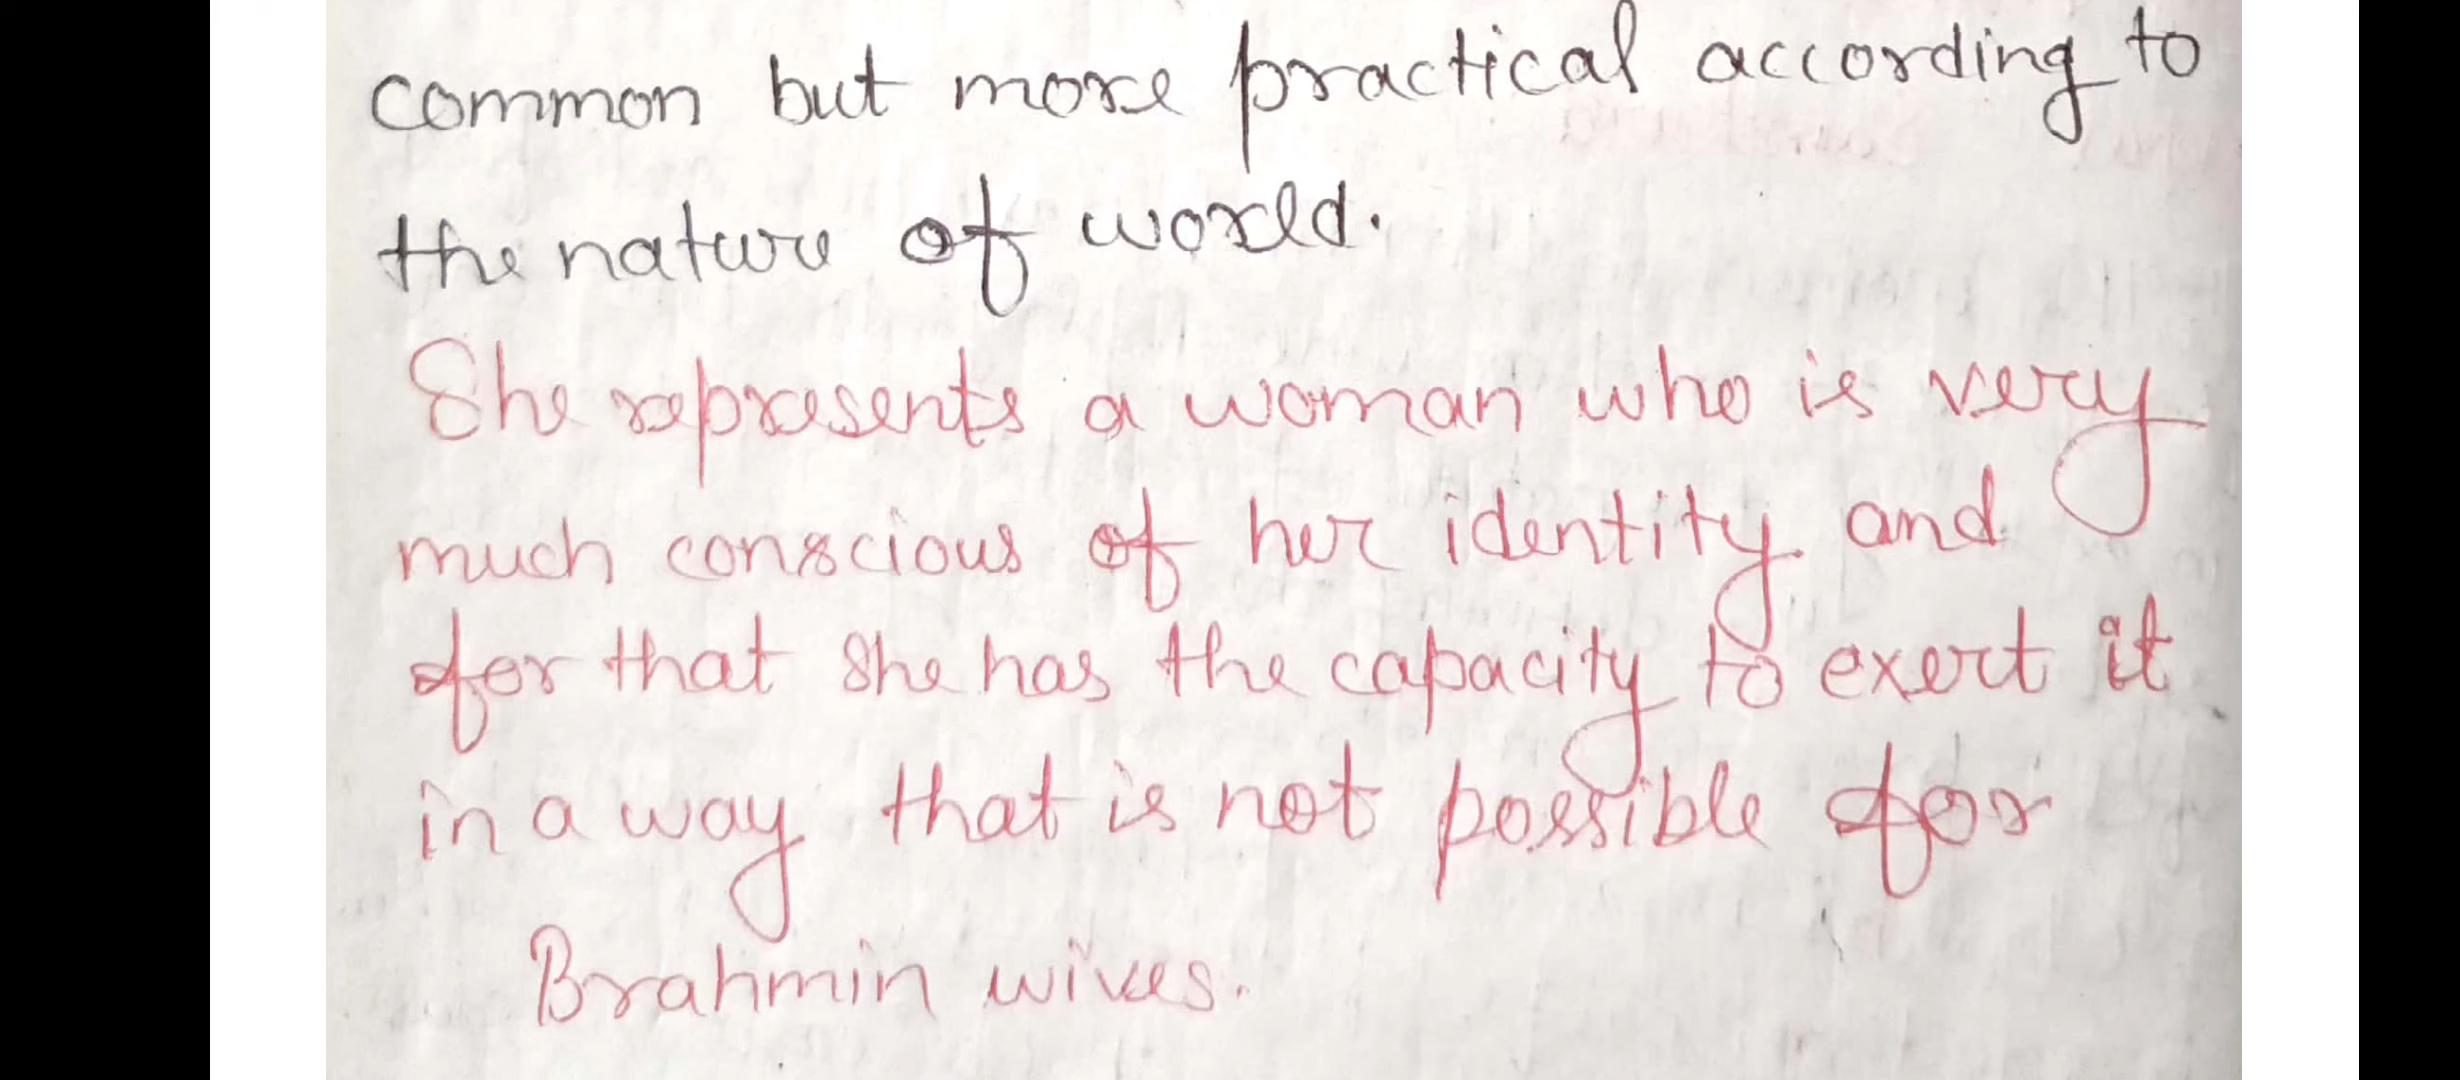 common but more practical according to
the nature of world.
She represents a woman who is very
much conscious of her identity and
for that she has the capacity to exert it
in a way that is not possible for
Brahmin wives.